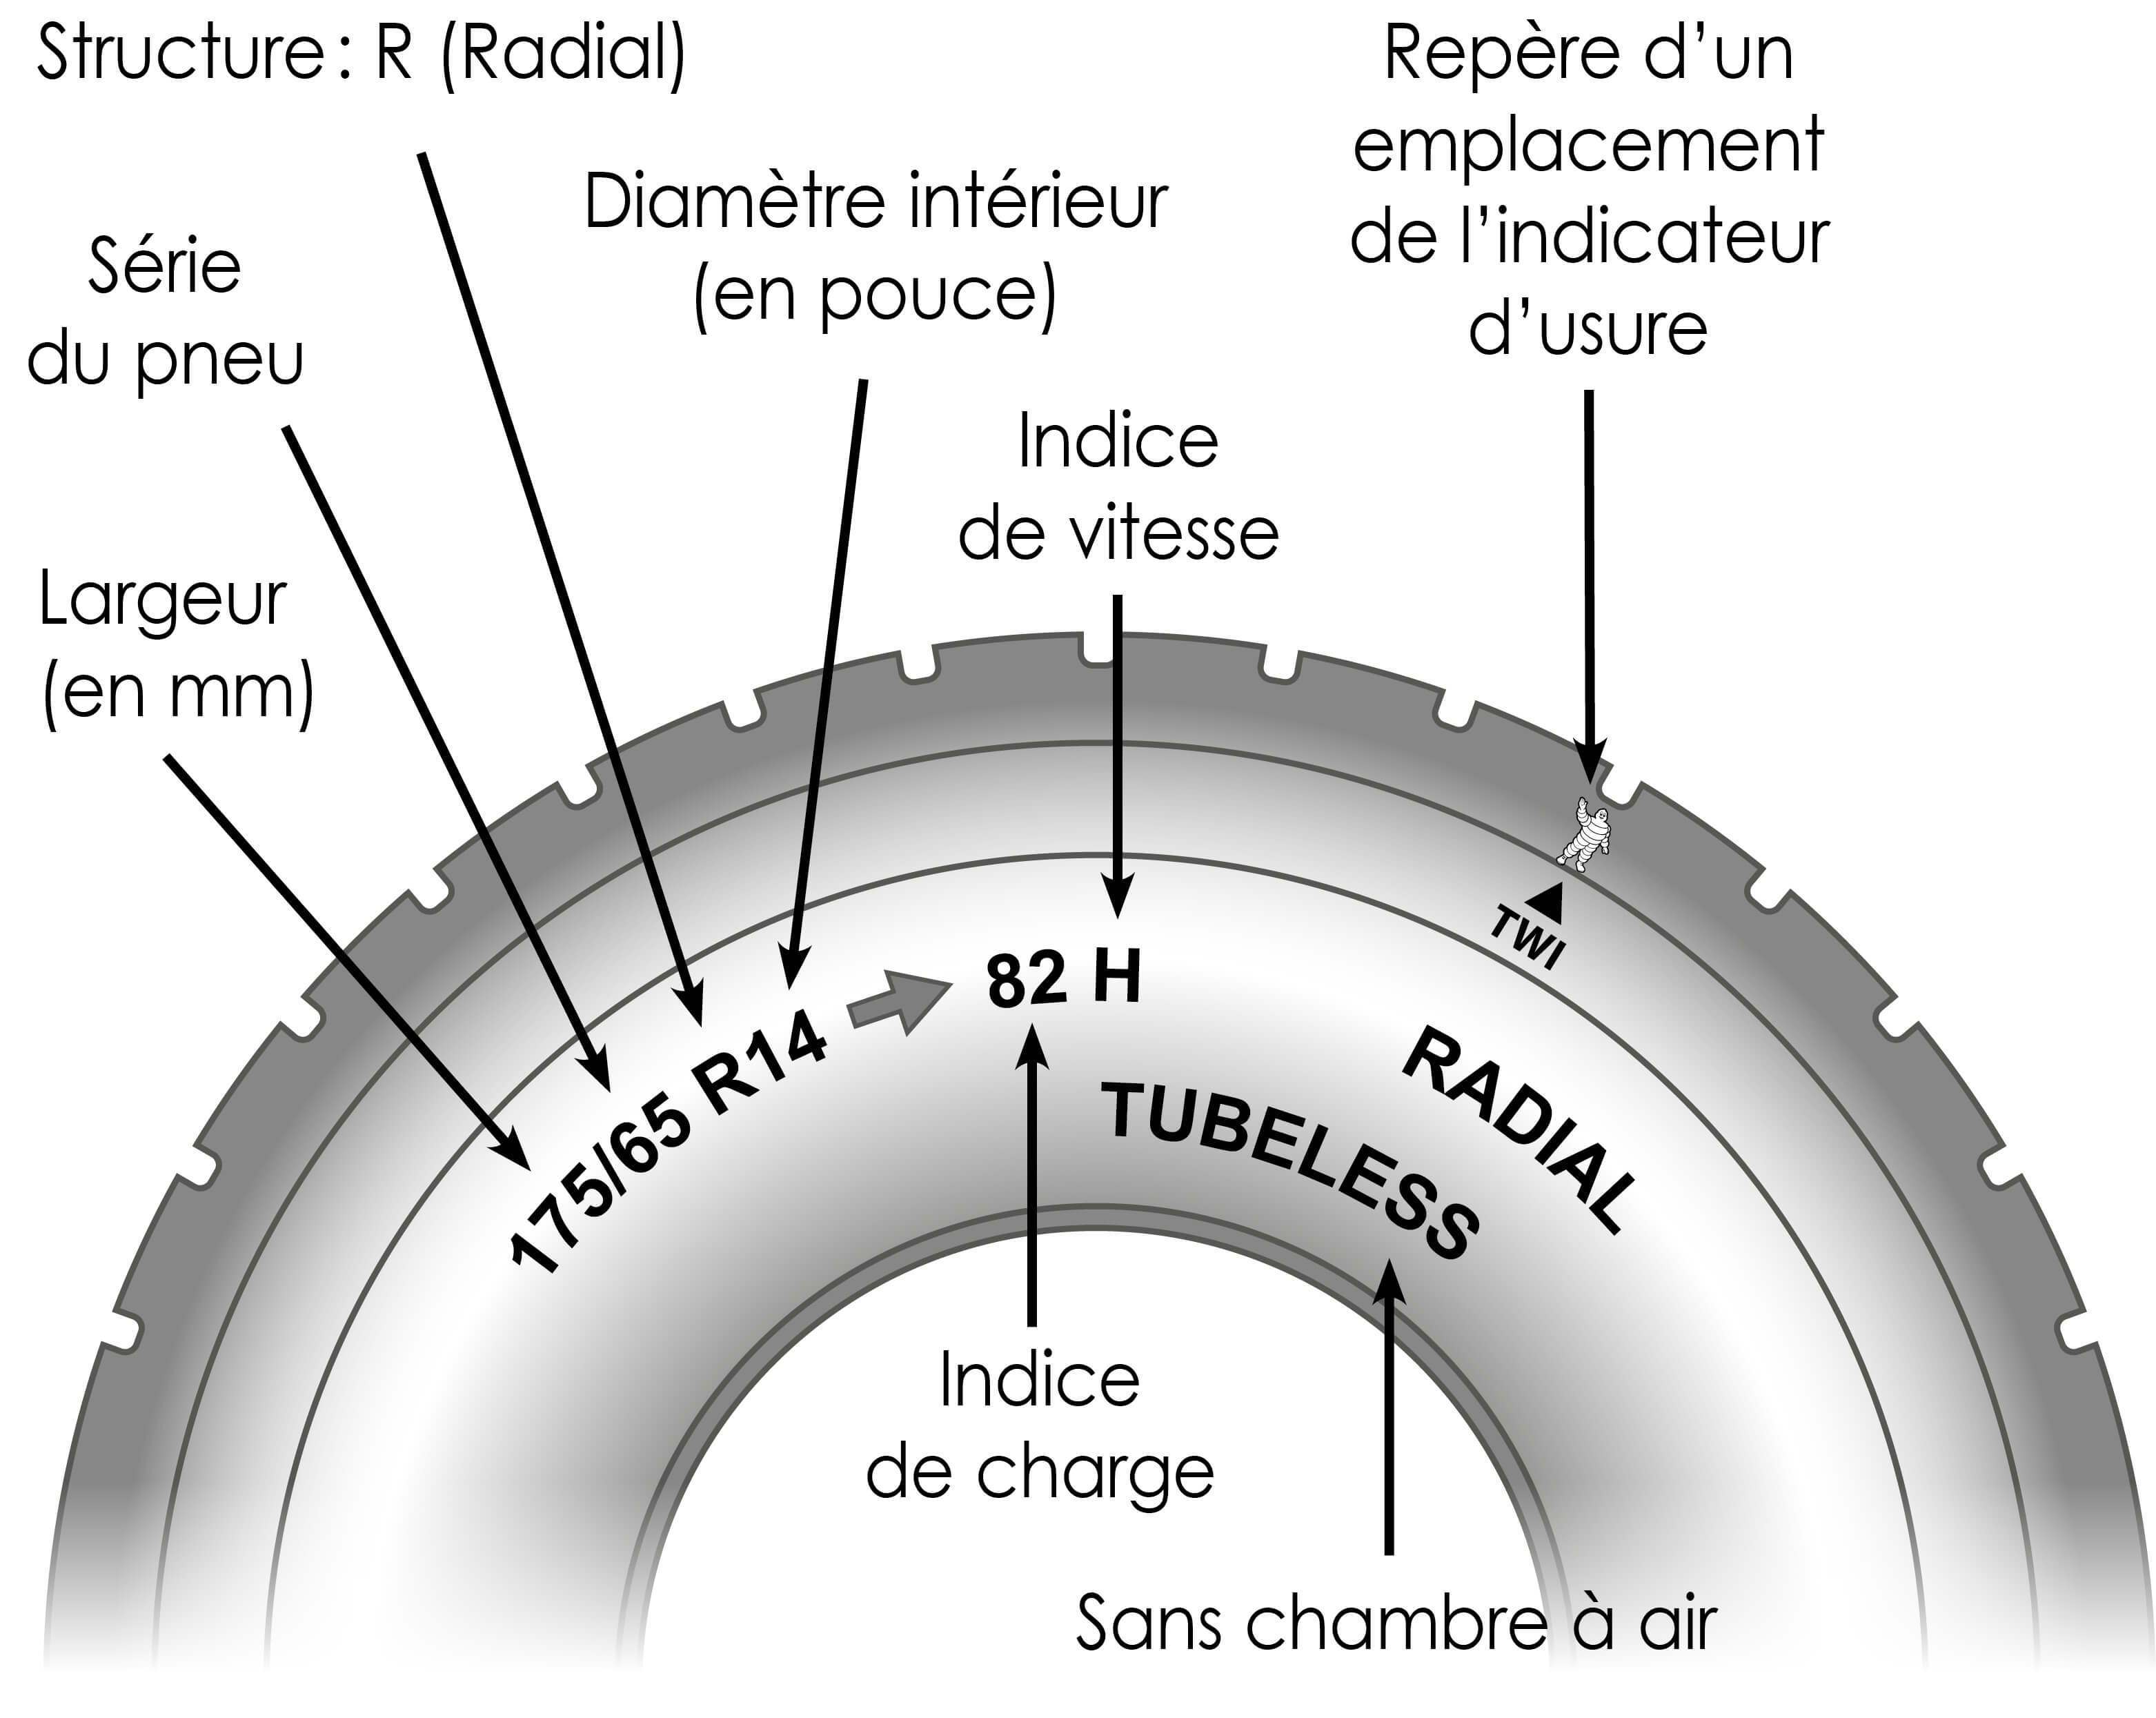 Structure : R (Radial)
Repère d’un
emplacement
de l’indicateur
d’usure
Diamètre intérieur
(en pouce)
Série
du pneu
Indice
de vitesse
Largeur
(en mm)
TWI
175/65 R14
82 H
RADIAL
TUBELESS
Indice
de charge
Sans chambre à air